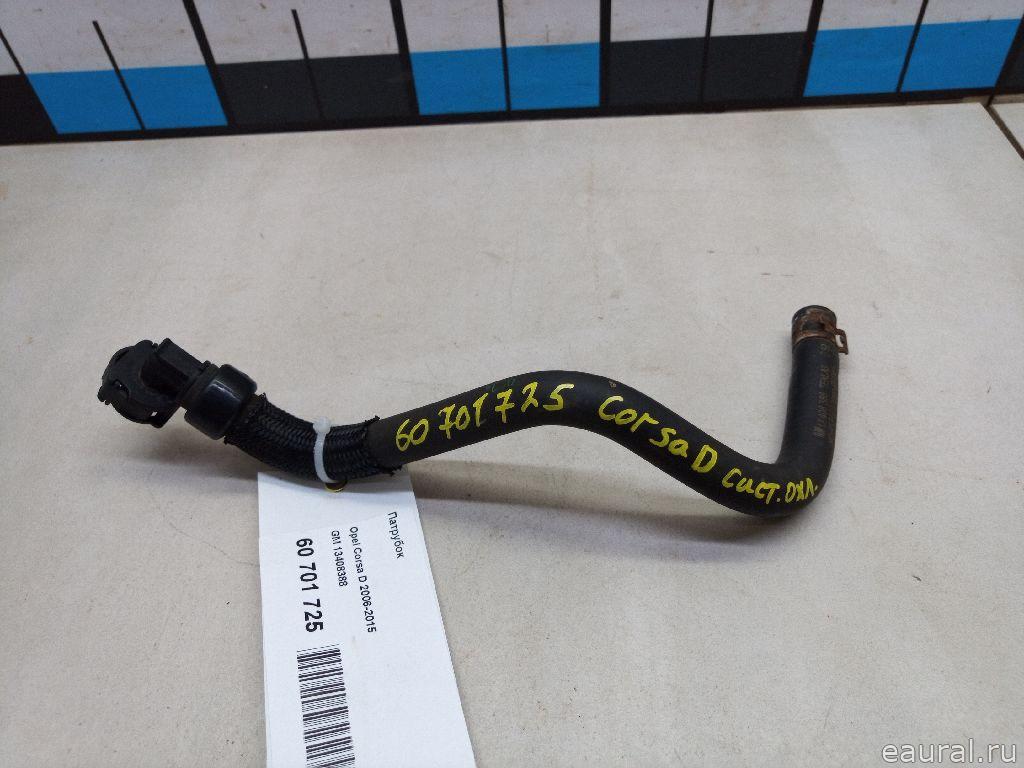 60 701725 Corsa D сист. охл.
Патрубок
Opel Corsa D 2006-2015
GM 13408388
60 701 725
eaural.ru